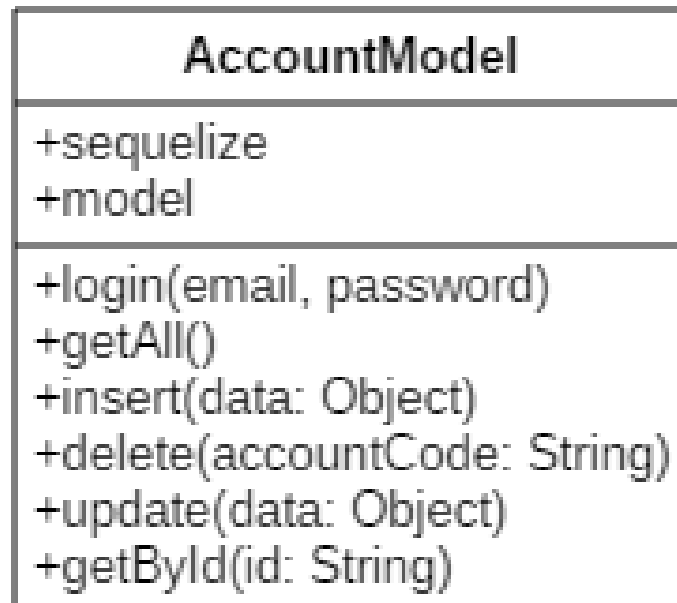 AccountModel
+sequelize
+model
+login(email, password)
+getAll()
+insert(data: Object)
+delete(accountCode: String)
+update(data: Object)
+getById(id: String)